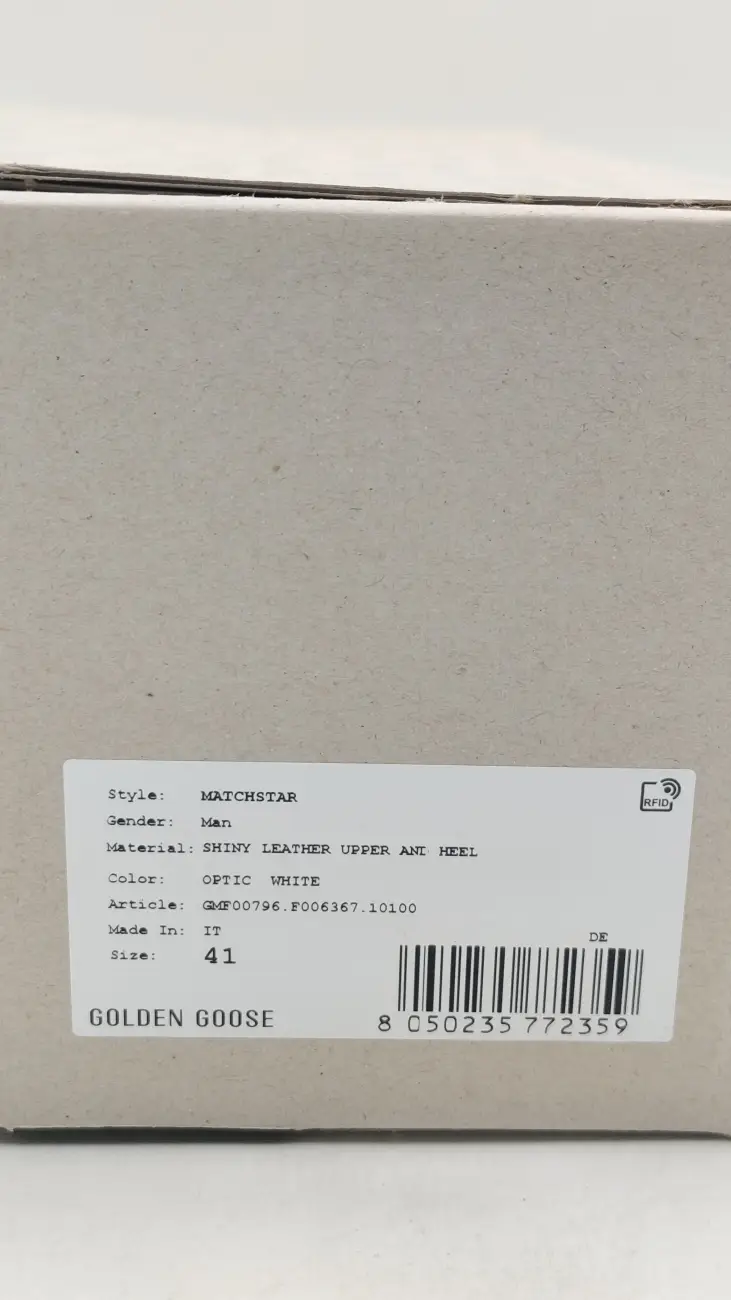 RFID
Style: MATCHSTAR
Gender: Man
Material: SHINY LEATHER UPPER AND HEEL
Color: OPTIC WHITE
Article: GMF00796.F006367.10100
Made In: IT
DE
Size: 41
GOLDEN GOOSE
8 050235 772359